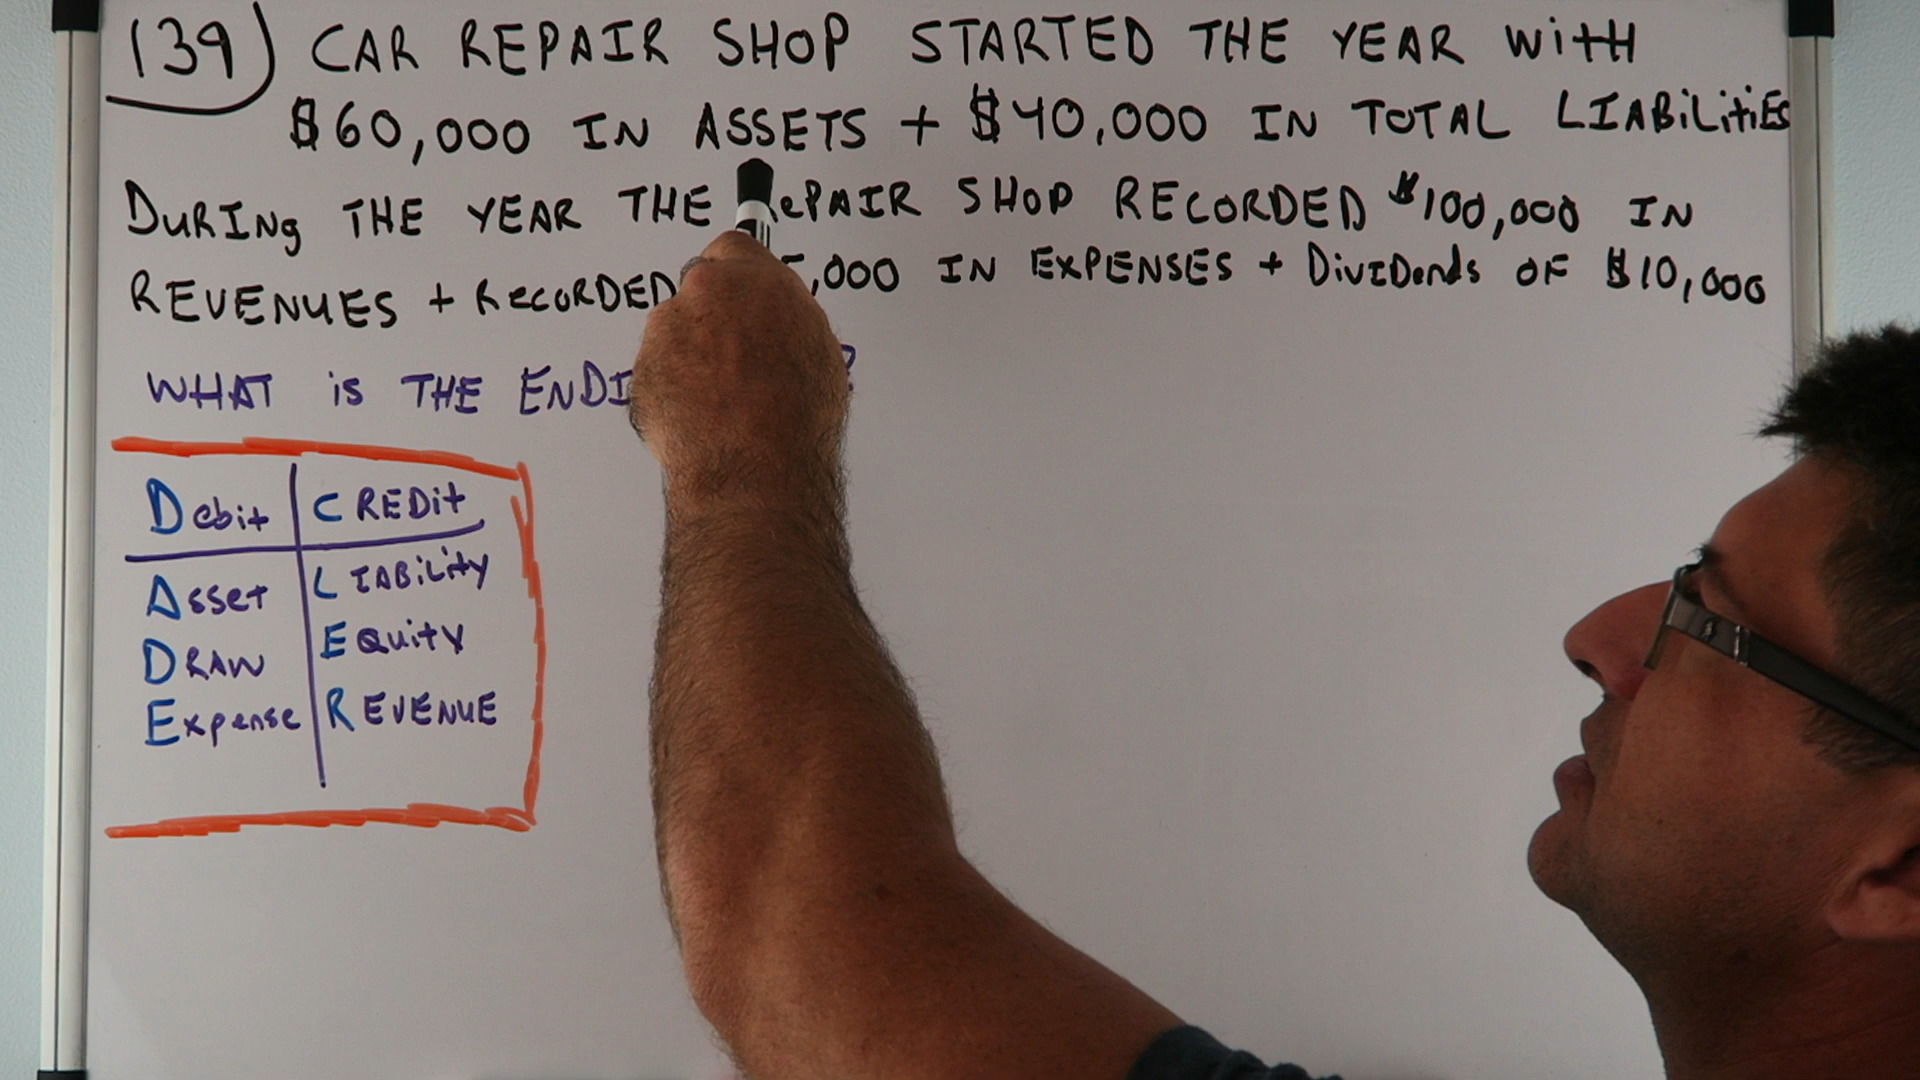 139) CAR REPAIR SHOP STARTED THE YEAR WITH
$60,000 IN ASSETS + $40,000 IN TOTAL LIABILITIES
DURING THE YEAR THE REPAIR SHOP RECORDED $100,000 IN
REVENUES + RECORDED 5,000 IN EXPENSES + DIVIDENDS OF $10,000
WHAT is THE ENDI ?
Debit CREDit
Asset LIABility
DRAW EQuity
Expense REVENUE